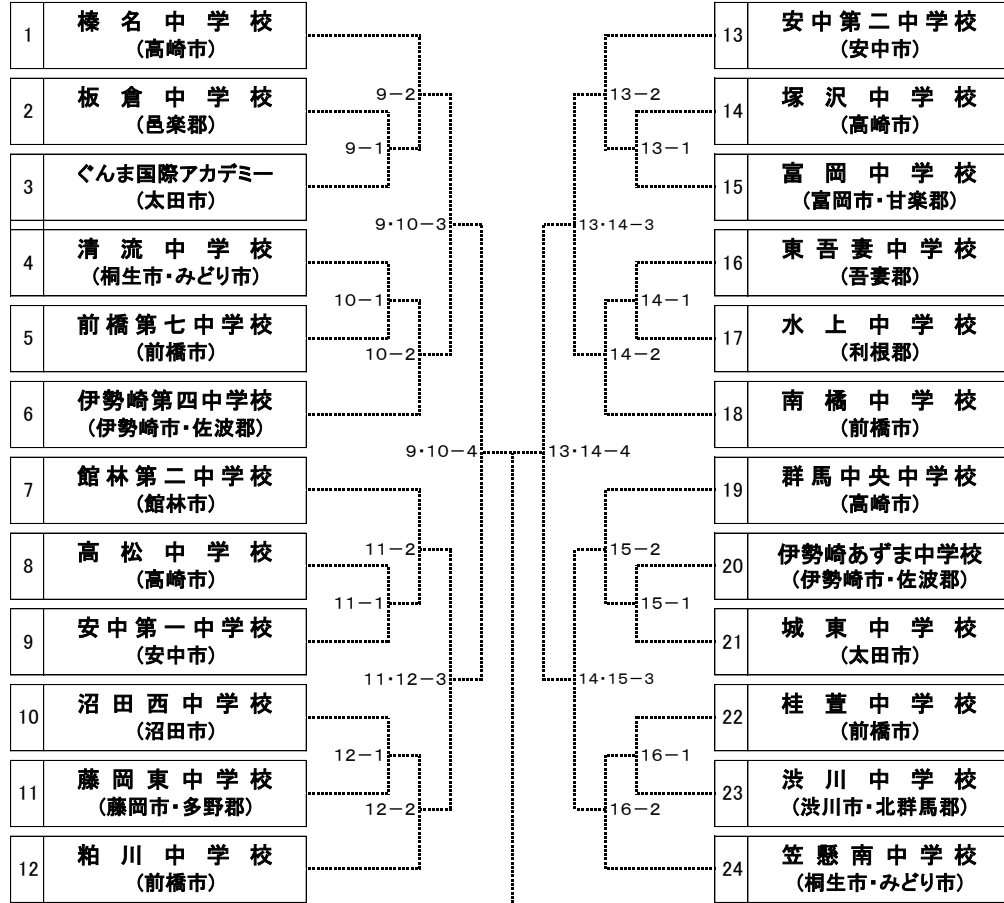 1
榛名中学校
(高崎市)
2
板倉中学校
(邑楽郡)
3
ぐんま国際アカデミー
(太田市)
4
清流中学校
(桐生市・みどり市)
5
前橋第七中学校
(前橋市)
6
伊勢崎第四中学校
(伊勢崎市・佐波郡)
7
館林第二中学校
(館林市)
8
高松中学校
(高崎市)
9
安中第一中学校
(安中市)
10
沼田西中学校
(沼田市)
11
藤岡東中学校
(藤岡市・多野郡)
12
粕川中学校
(前橋市)
9-2
9-1
9・10-3
10-1
10-2
9・10-4
11-2
11-1
11・12-3
12-1
12-2
13-2
13-1
13・14-3
14-1
14-2
13・14-4
15-2
15-1
14・15-3
16-1
16-2
13
安中第二中学校
(安中市)
14
塚沢中学校
(高崎市)
15
富岡中学校
(富岡市・甘楽郡)
16
東吾妻中学校
(吾妻郡)
17
水上中学校
(利根郡)
18
南橘中学校
(前橋市)
19
群馬中央中学校
(高崎市)
20
伊勢崎あずま中学校
(伊勢崎市・佐波郡)
21
城東中学校
(太田市)
22
桂萱中学校
(前橋市)
23
渋川中学校
(渋川市・北群馬郡)
24
笠懸南中学校
(桐生市・みどり市)